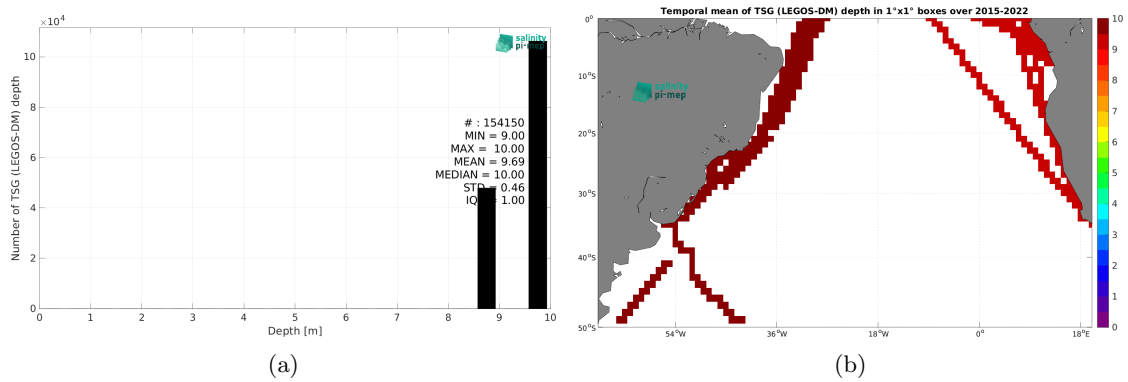 ×10⁴
10
8
6
4
2
0
Number of TSG (LEGOS-DM) depth
salinity
pi-mep
# : 154150
MIN = 9.00
MAX = 10.00
MEAN = 9.69
MEDIAN = 10.00
STD = 0.46
= 1.00
0 1 2 3 4 5 6 7 8 9 10
Depth [m]
(a)
Temporal mean of TSG (LEGOS-DM) depth in 1°x1° boxes over 2015-2022
salinity
pi-mep
0°
10°S
20°S
30°S
40°S
50°S
54°W 36°W 18°W 0° 18°E
10
9
8
7
6
5
4
3
2
1
0
(b)